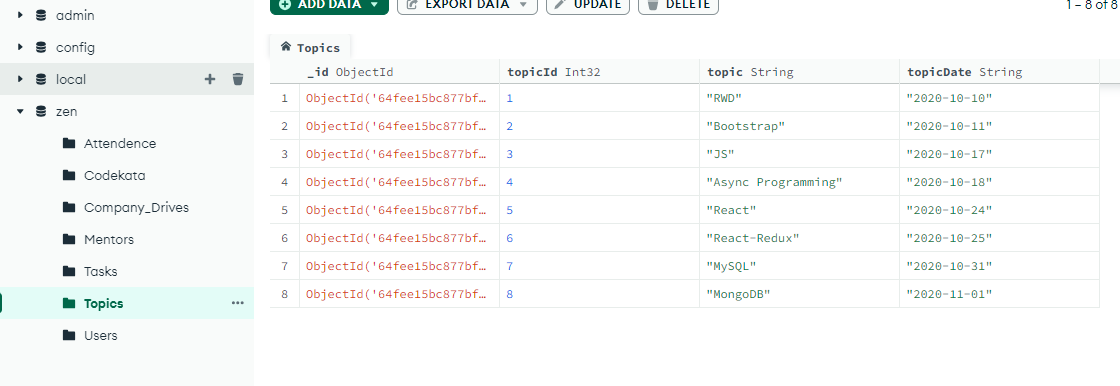 ADD DATA
EXPORT DATA
UPDATE
DELETE
1 – 8 of 8
admin
config
local
zen
Attendence
Codekata
Company_Drives
Mentors
Tasks
Topics
Users
Topics
_id ObjectId topicId Int32 topic String topicDate String
1 ObjectId('64fee15bc877bf… 1 "RWD" "2020-10-10"
2 ObjectId('64fee15bc877bf… 2 "Bootstrap" "2020-10-11"
3 ObjectId('64fee15bc877bf… 3 "JS" "2020-10-17"
4 ObjectId('64fee15bc877bf… 4 "Async Programming" "2020-10-18"
5 ObjectId('64fee15bc877bf… 5 "React" "2020-10-24"
6 ObjectId('64fee15bc877bf… 6 "React-Redux" "2020-10-25"
7 ObjectId('64fee15bc877bf… 7 "MySQL" "2020-10-31"
8 ObjectId('64fee15bc877bf… 8 "MongoDB" "2020-11-01"